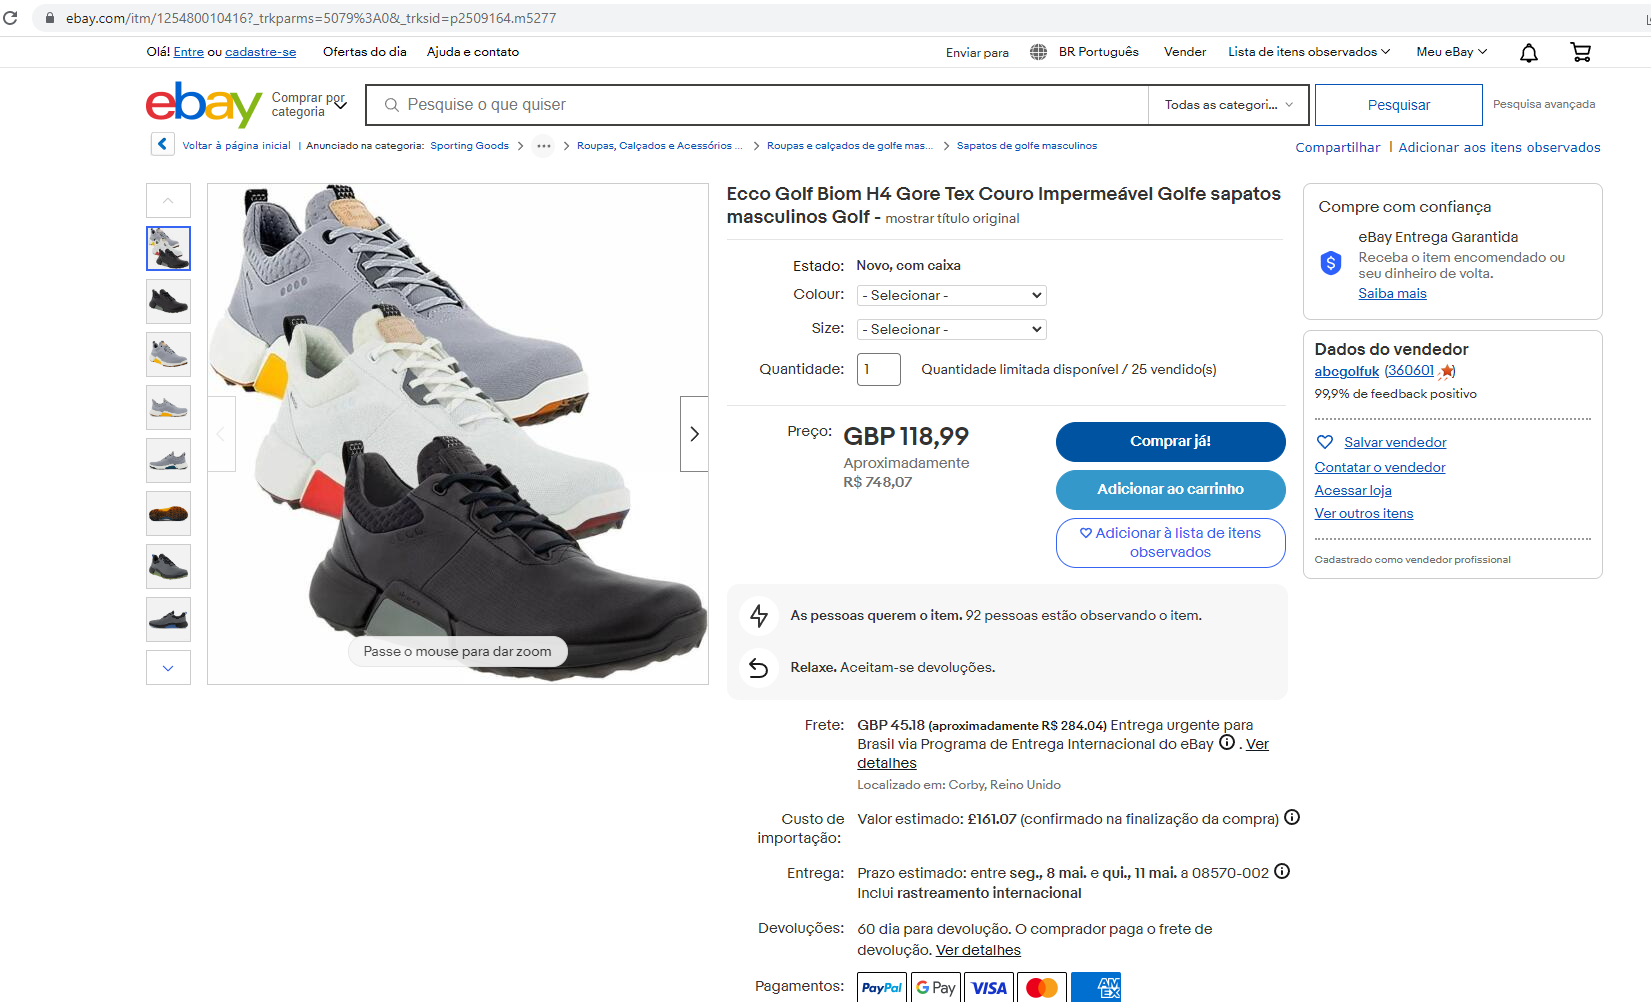 ebay.com/itm/125480010416?_trkparms=5079%3A0&_trksid=p2509164.m5277
Olá! Entre ou cadastre-se Ofertas do dia Ajuda e contato Enviar para BR Português Vender Lista de itens observados Meu eBay
ebay Comprar por categoria Pesquise o que quiser Todas as categori... Pesquisar Pesquisa avançada
Voltar à página inicial | Anunciado na categoria: Sporting Goods > ... > Roupas, Calçados e Acessórios ... > Roupas e calçados de golfe mas... > Sapatos de golfe masculinos Compartilhar | Adicionar aos itens observados
Ecco Golf Biom H4 Gore Tex Couro Impermeável Golfe sapatos
masculinos Golf - mostrar título original
Estado: Novo, com caixa
Colour: - Selecionar -
Size: - Selecionar -
Quantidade: 1 Quantidade limitada disponível / 25 vendido(s)
Preço: GBP 118,99
Aproximadamente
R$ 748,07
Comprar já!
Adicionar ao carrinho
Adicionar à lista de itens
observados
Passe o mouse para dar zoom
As pessoas querem o item. 92 pessoas estão observando o item.
Relaxe. Aceitam-se devoluções.
Frete: GBP 45.18 (aproximadamente R$ 284.04) Entrega urgente para
Brasil via Programa de Entrega Internacional do eBay . Ver
detalhes
Localizado em: Corby, Reino Unido
Custo de
importação: Valor estimado: £161.07 (confirmado na finalização da compra)
Entrega: Prazo estimado: entre seg., 8 mai. e qui., 11 mai. a 08570-002
Inclui rastreamento internacional
Devoluções: 60 dia para devolução. O comprador paga o frete de
devolução. Ver detalhes
Pagamentos: PayPal G Pay VISA AMEX
Compre com confiança
eBay Entrega Garantida
Receba o item encomendado ou
seu dinheiro de volta.
Saiba mais
Dados do vendedor
abcgolfuk (360601)
99,9% de feedback positivo
Salvar vendedor
Contatar o vendedor
Acessar loja
Ver outros itens
Cadastrado como vendedor profissional